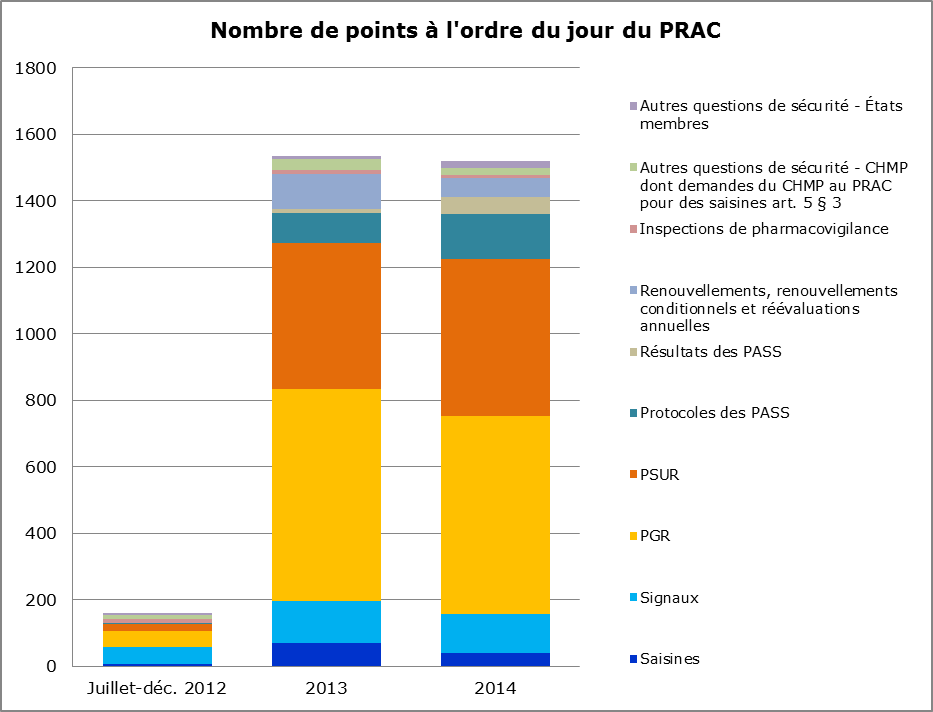 Nombre de points à l'ordre du jour du PRAC
1800
1600
1400
1200
1000
800
600
400
200
0
Juillet-déc. 2012
2013
2014
Autres questions de sécurité - États
membres
Autres questions de sécurité - CHMP
dont demandes du CHMP au PRAC
pour des saisines art. 5 § 3
Inspections de pharmacovigilance
Renouvellements, renouvellements
conditionnels et réévaluations
annuelles
Résultats des PASS
Protocoles des PASS
PSUR
PGR
Signaux
Saisines